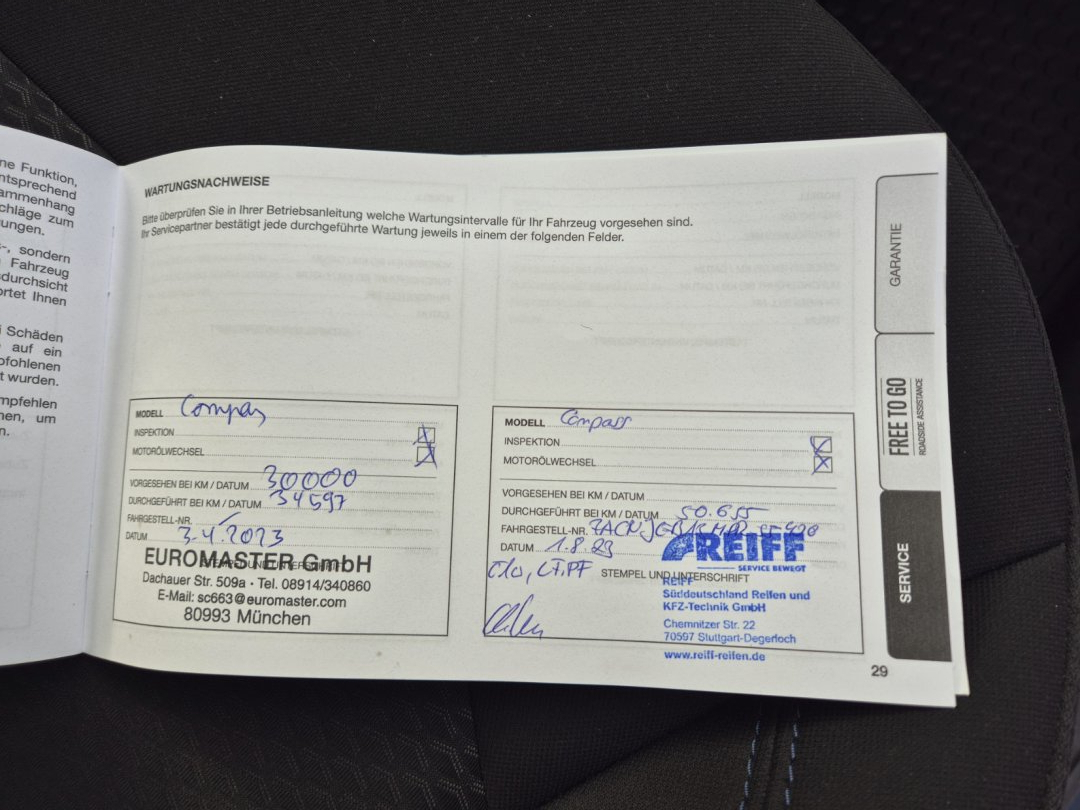 ne Funktion,
ntsprechend
ammenhang
chläge zum
ungen.
-, sondern
Fahrzeug
durchsicht
rtet Ihnen
i Schäden
auf ein
pfohlenen
t wurden.
mpfehlen
nen, um
n.
WARTUNGSNACHWEISE
Bitte überprüfen Sie in Ihrer Betriebsanleitung welche Wartungsintervalle für Ihr Fahrzeug vorgesehen sind.
Ihr Servicepartner bestätigt jede durchgeführte Wartung jeweils in einem der folgenden Felder.
MODELL Compass
INSPEKTION
MOTORÖLWECHSEL
VORGESEHEN BEI KM / DATUM 30000
DURCHGEFÜHRT BEI KM / DATUM 34597
FAHRGESTELL-NR.
DATUM 3.4.2023
STEMPEL UND UNTERSCHRIFT
EUROMASTER GmbH
Dachauer Str. 509a • Tel. 08914/340860
E-Mail: sc663@euromaster.com
80993 München
MODELL Compass
INSPEKTION
MOTORÖLWECHSEL
VORGESEHEN BEI KM / DATUM
DURCHGEFÜHRT BEI KM / DATUM 50.655
FAHRGESTELL-NR.
DATUM 1.8.23
STEMPEL UND UNTERSCHRIFT
REIFF
SERVICE BEWEGT
REIFF
Süddeutschland Reifen und
KFZ-Technik GmbH
Chemnitzer Str. 22
70597 Stuttgart-Degerloch
www.reiff-reifen.de
GARANTIE
FREE TO GO
ROADSIDE ASSISTANCE
SERVICE
29